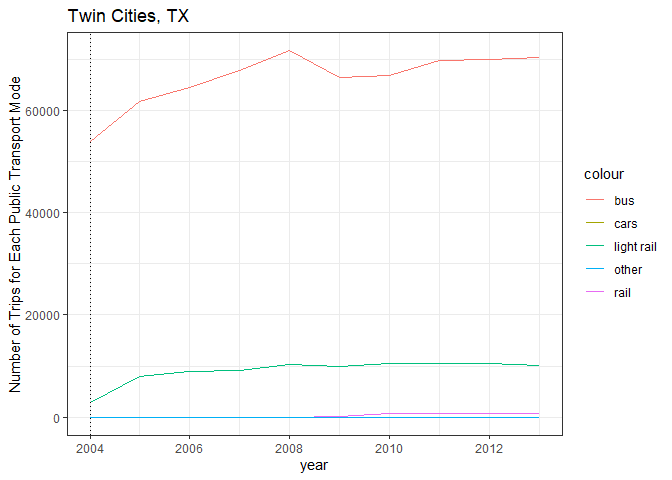 Twin Cities, TX
Number of Trips for Each Public Transport Mode
60000
40000
20000
0
2004
2006
2008
2010
2012
year
colour
bus
cars
light rail
other
rail